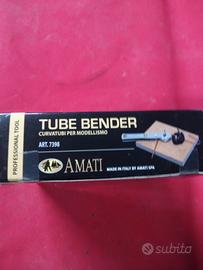 PROFESSIONAL TOOL
TUBE BENDER
CURVATUBI PER MODELLISMO
ART. 7398
AMATI
MADE IN ITALY BY AMATI SPA
subito